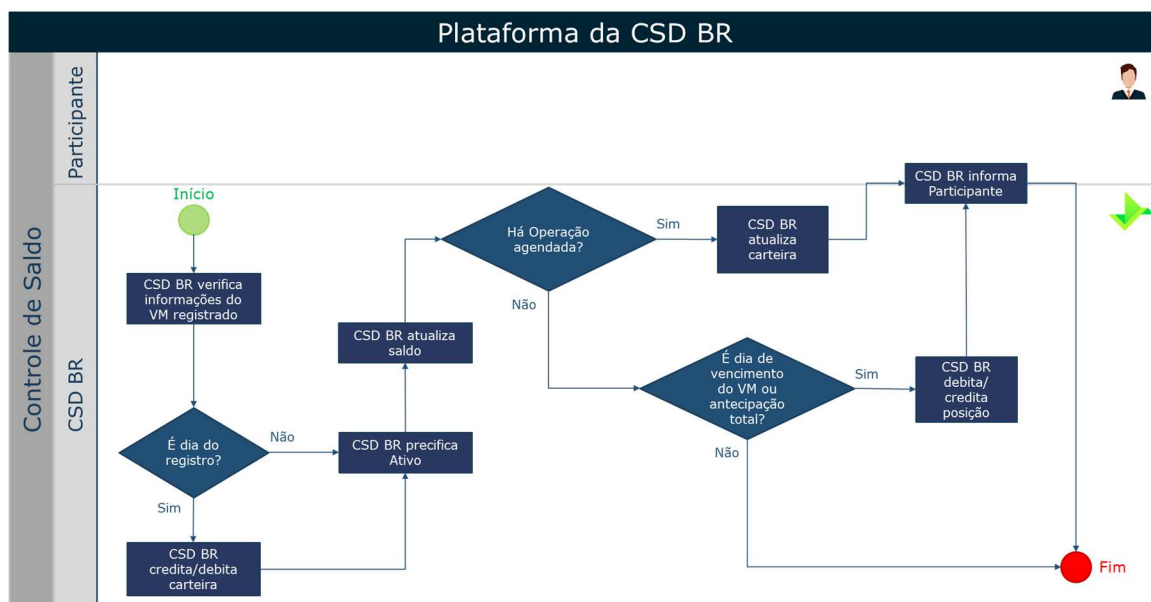 Plataforma da CSD BR
Controle de Saldo
Participante
CSD BR
Início
CSD BR verifica
informações do
VM registrado
É dia do
registro?
Não
Sim
CSD BR
credita/debita
carteira
CSD BR precifica
Ativo
CSD BR atualiza
saldo
Há Operação
agendada?
Sim
Não
CSD BR
atualiza
carteira
CSD BR informa
Participante
É dia de
vencimento
do VM ou
antecipação
total?
Sim
Não
CSD BR
debita/
credita
posição
Fim